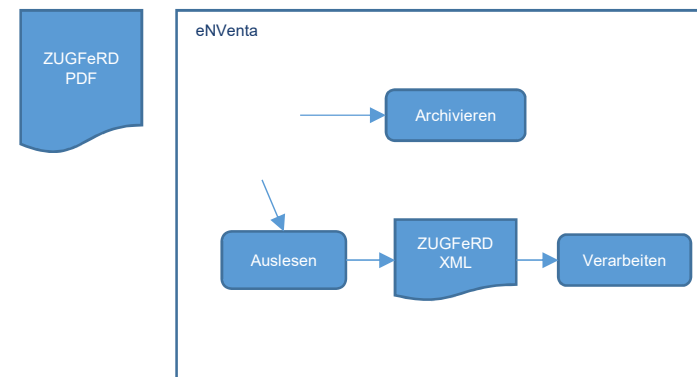 ZUGFeRD
PDF
eNVenta
Archivieren
Auslesen
ZUGFeRD
XML
Verarbeiten